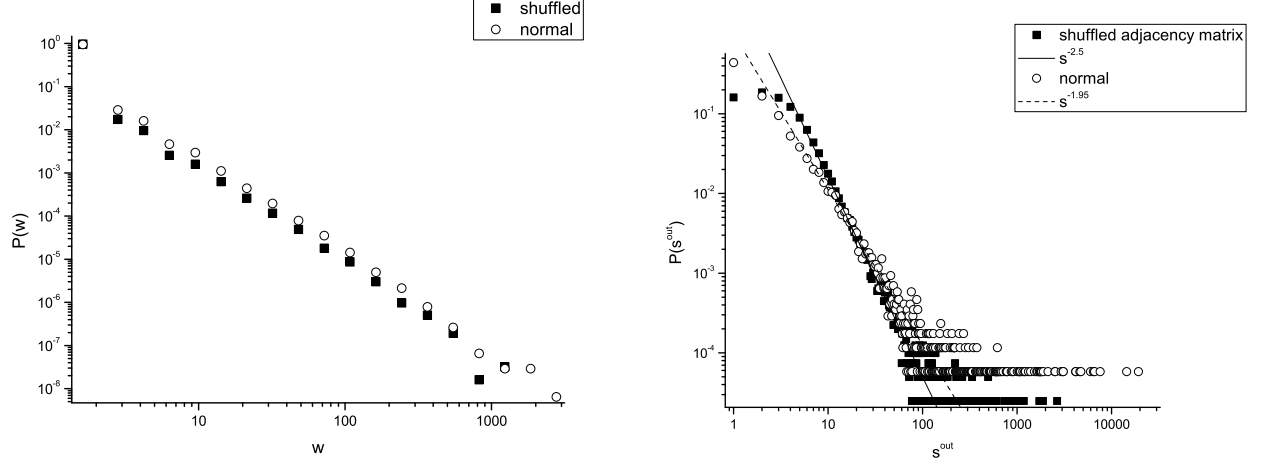 shuffled
normal
10^0
10^-1
10^-2
10^-3
10^-4
10^-5
10^-6
10^-7
10^-8
P(w)
10
100
1000
w
shuffled adjacency matrix
s^-2.5
normal
s^-1.95
10^-1
10^-2
10^-3
10^-4
P(s^out)
1
10
100
1000
10000
s^out